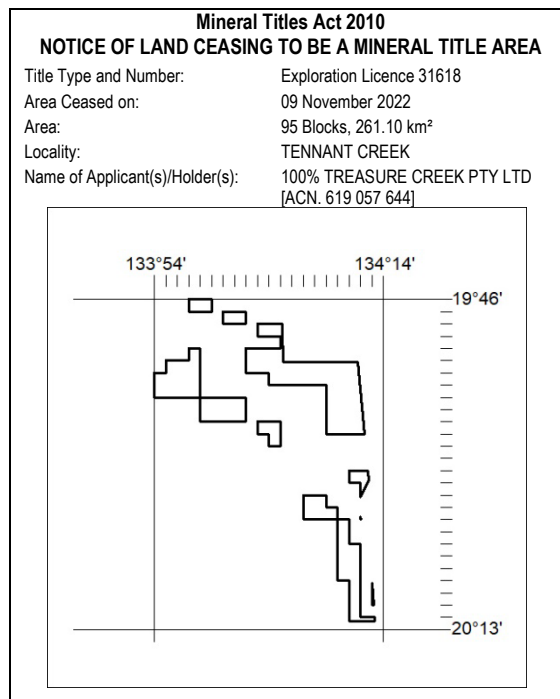 Mineral Titles Act 2010
NOTICE OF LAND CEASING TO BE A MINERAL TITLE AREA
Title Type and Number: Exploration Licence 31618
Area Ceased on: 09 November 2022
Area: 95 Blocks, 261.10 km²
Locality: TENNANT CREEK
Name of Applicant(s)/Holder(s): 100% TREASURE CREEK PTY LTD
[ACN. 619 057 644]
133°54' 134°14'
19°46'
20°13'